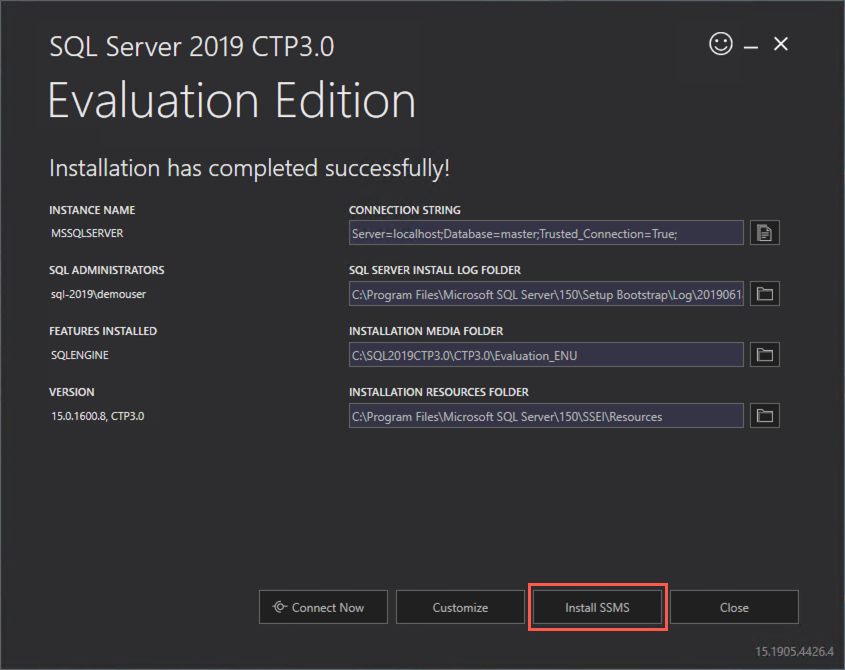 SQL Server 2019 CTP3.0
Evaluation Edition
Installation has completed successfully!
INSTANCE NAME
MSSQLSERVER
CONNECTION STRING
Server=localhost;Database=master;Trusted_Connection=True;
SQL ADMINISTRATORS
sql-2019\demouser
SQL SERVER INSTALL LOG FOLDER
C:\Program Files\Microsoft SQL Server\150\Setup Bootstrap\Log\2019061
FEATURES INSTALLED
SQLENGINE
INSTALLATION MEDIA FOLDER
C:\SQL2019CTP3.0\CTP3.0\Evaluation_ENU
VERSION
15.0.1600.8, CTP3.0
INSTALLATION RESOURCES FOLDER
C:\Program Files\Microsoft SQL Server\150\SSEI\Resources
Connect Now
Customize
Install SSMS
Close
15.1905.4426.4